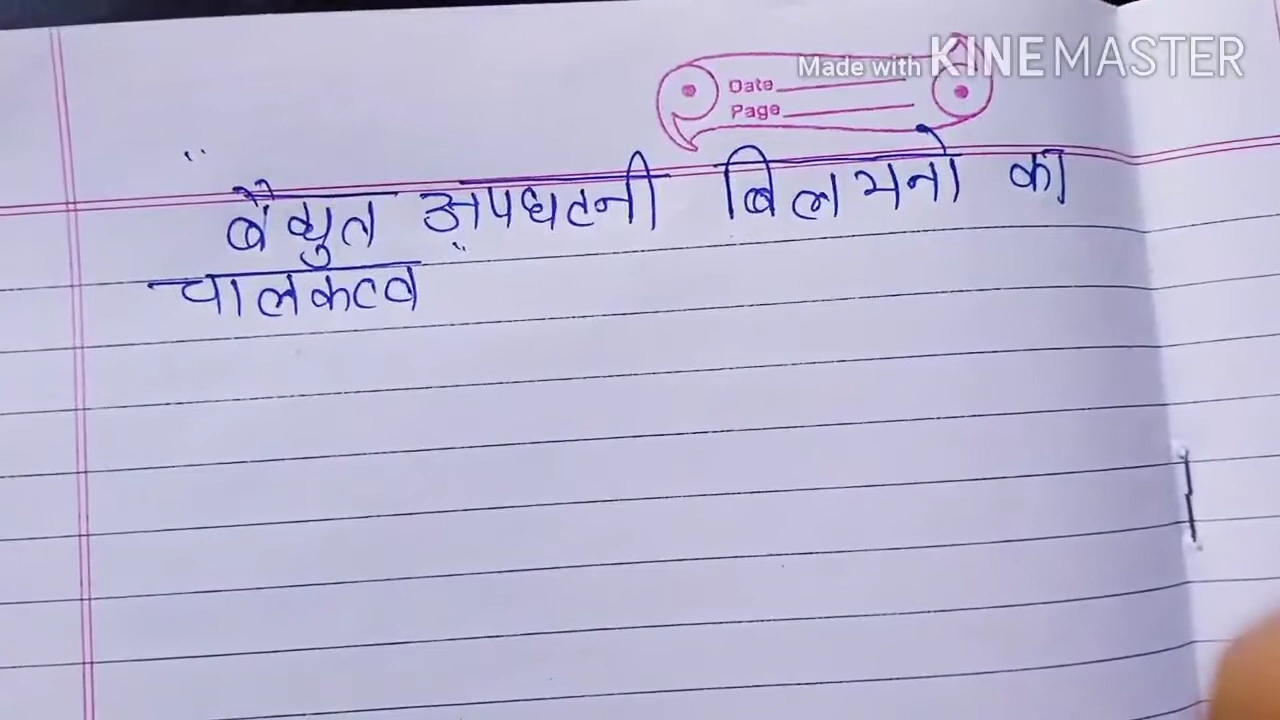 Made with KINEMASTER
Date
Page
" बैद्युत अपघटनी बिलयनो का
चालकत्व "